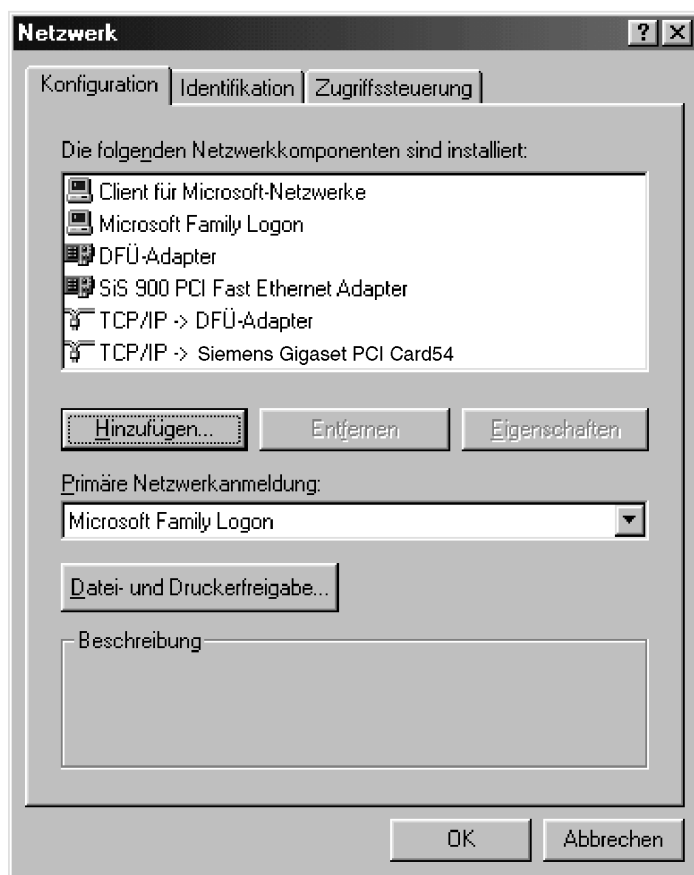 Netzwerk
Konfiguration Identifikation Zugriffssteuerung
Die folgenden Netzwerkkomponenten sind installiert:
Client für Microsoft-Netzwerke
Microsoft Family Logon
DFÜ-Adapter
SiS 900 PCI Fast Ethernet Adapter
TCP/IP -> DFÜ-Adapter
TCP/IP -> Siemens Gigaset PCI Card54
Hinzufügen... Entfernen Eigenschaften
Primäre Netzwerkanmeldung:
Microsoft Family Logon
Datei- und Druckerfreigabe...
Beschreibung
OK Abbrechen